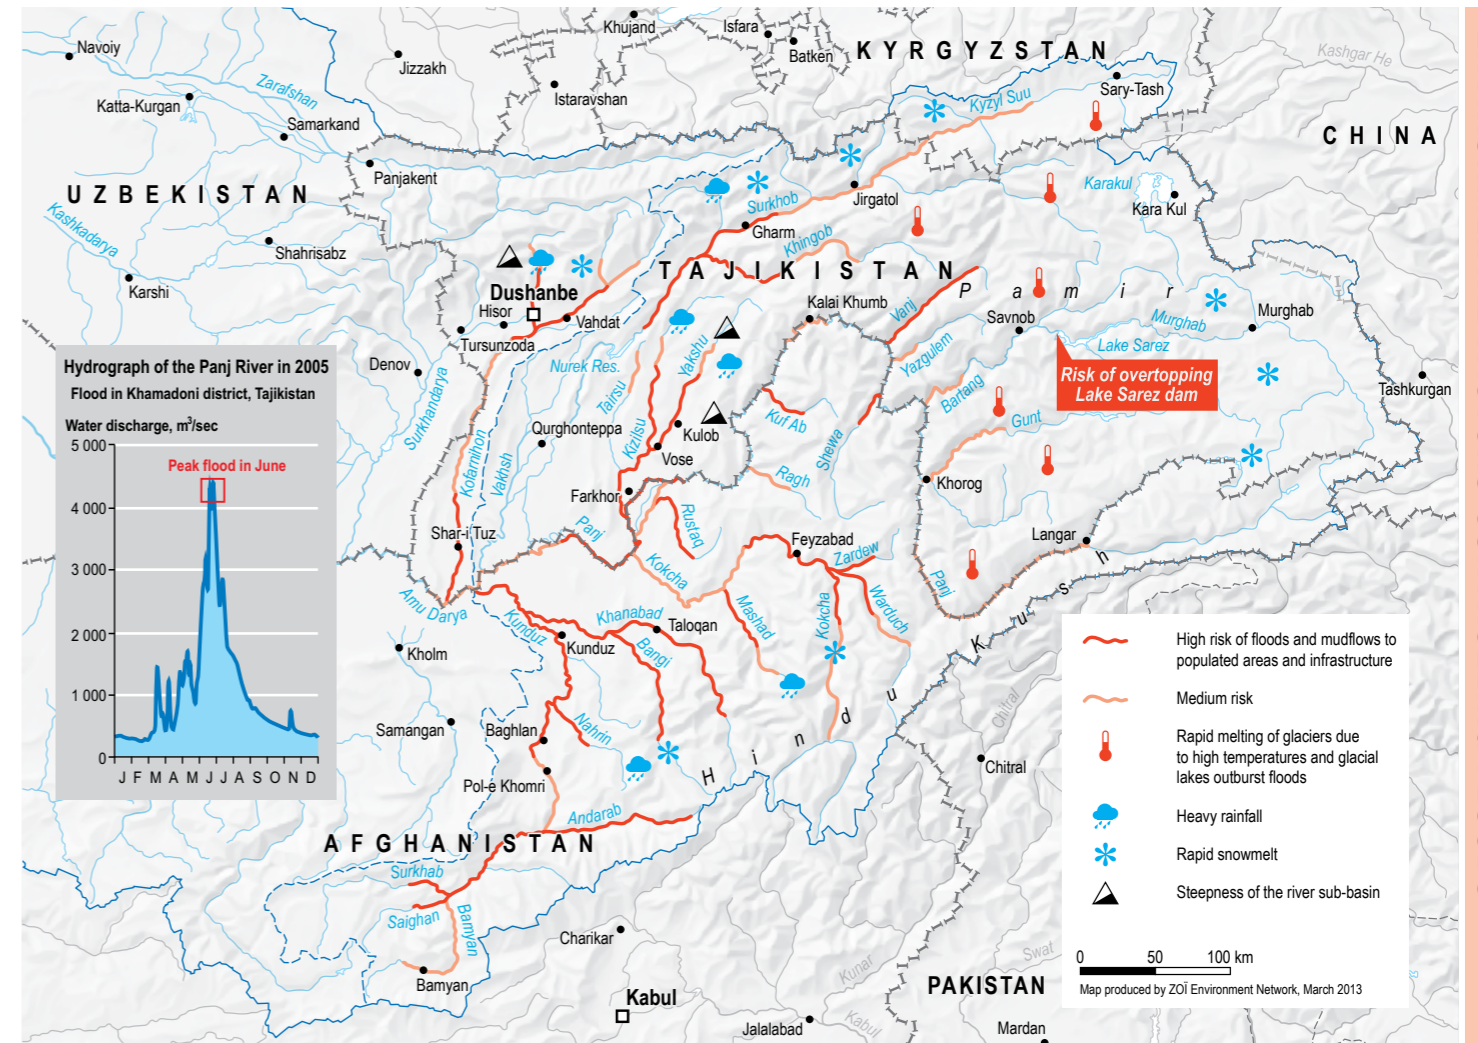 Navoiy
Khujand
Isfara
Batken
KYRGYZSTAN
Jizzakh
Kashgar He
Sary-Tash
Zarafshan
Katta-Kurgan
Istaravshan
Kyzyl Suu
Samarkand
CHINA
Panjakent
UZBEKISTAN
Karakul
Kara Kul
Jirgatol
Surkhob
Kashkadarya
Gharm
Khingob
Shahrisabz
TAJIKISTAN
Karshi
Dushanbe
Pamir
Hisor
Vahdat
Kalai Khumb
Vanj
Savnob
Murghab
Murghab
Tursunzoda
Lake Sarez
Denov
Nurek Res.
Yakshu
Yazgulem
Risk of overtopping
Lake Sarez dam
Tashkurgan
Surkhandarya
Tairsu
Kizilsu
Kuf Ab
Shewa
Bartang
Gunt
Qurghonteppa
Kulob
Vose
Kofarnihon
Vakhsh
Ragh
Khorog
Farkhor
Rustaq
Shar-i Tuz
Panj
Feyzabad
Zardew
Langar
Kokcha
Panj
Amu Darya
Mashad
Kokcha
Warduch
Khanabad
Taloqan
Kunduz
Kunduz
Bangi
Kholm
Hindu Kush
Samangan
Baghlan
Nahrin
Chitral
Chitral
Pol-e Khomri
Andarab
AFGHANISTAN
Surkhab
Saighan
Bamyan
Bamyan
Charikar
Kabul
Kunar
Swat
PAKISTAN
Jalalabad
Kabul
Mardan
Hydrograph of the Panj River in 2005
Flood in Khamadoni district, Tajikistan
Water discharge, m³/sec
5 000
Peak flood in June
4 000
3 000
2 000
1 000
0
J F M A M J J A S O N D
High risk of floods and mudflows to
populated areas and infrastructure
Medium risk
Rapid melting of glaciers due
to high temperatures and glacial
lakes outburst floods
Heavy rainfall
Rapid snowmelt
Steepness of the river sub-basin
0 50 100 km
Map produced by ZOÏ Environment Network, March 2013